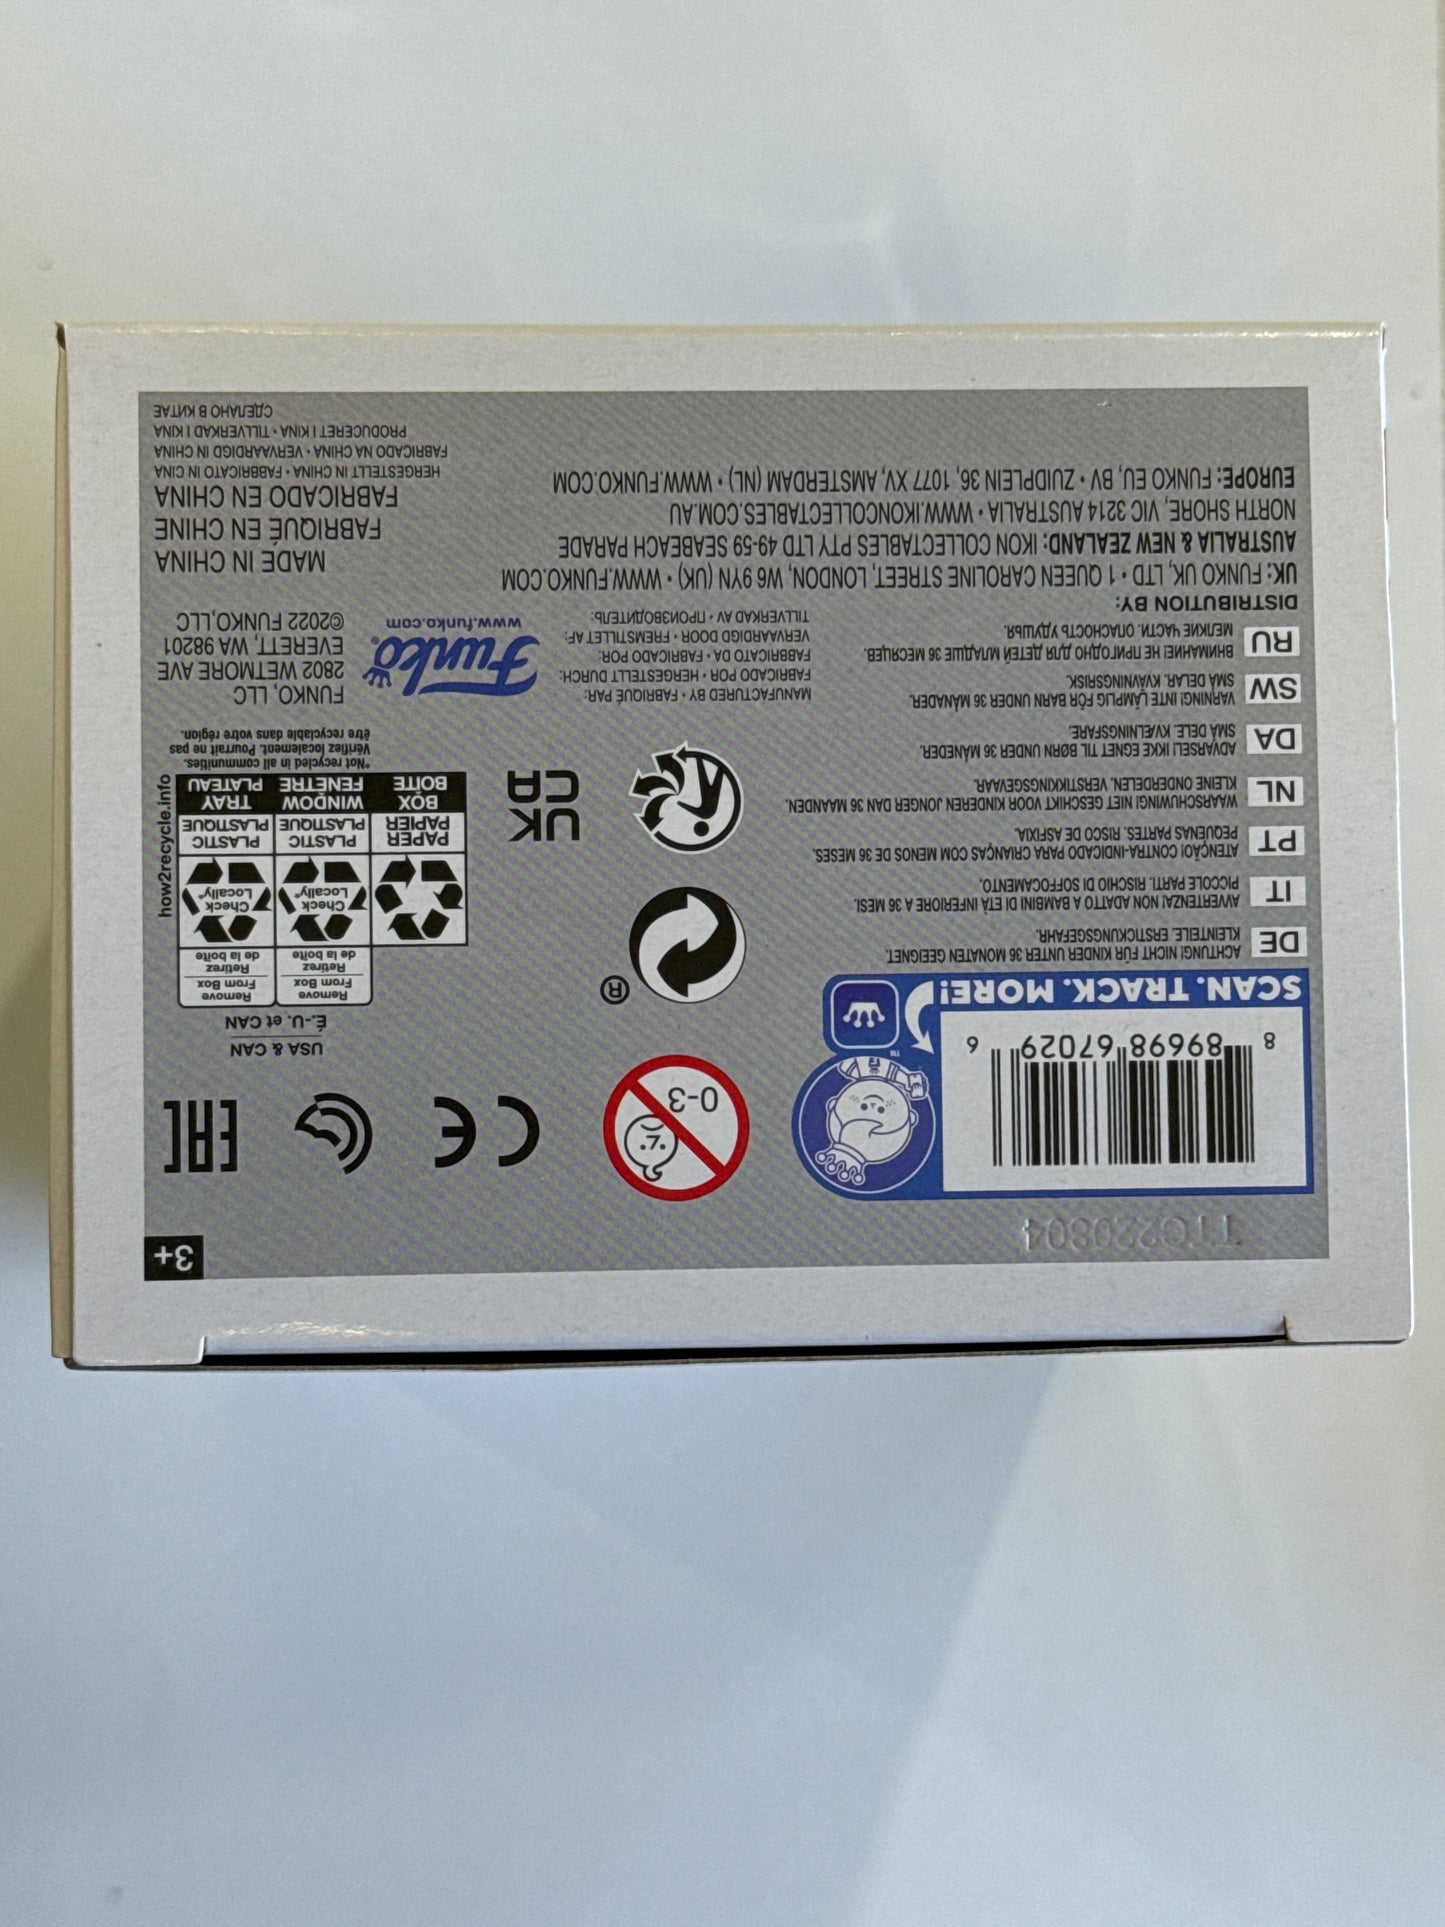 TTC220804
3+
8 89698 67029 6
SCAN. TRACK. MORE!
™
0-3
CE
EAC
USA & CAN
É.-U. et CAN
Remove
From Box
Retirez
de la boîte
Remove
From Box
Retirez
de la boîte
Check
Locally*
Check
Locally*
PAPER
PAPIER
PLASTIC
PLASTIQUE
PLASTIC
PLASTIQUE
BOX
BOÎTE
WINDOW
FENÊTRE
TRAY
PLATEAU
how2recycle.info
*Not recycled in all communities.
Vérifiez localement. Pourrait ne pas
être recyclable dans votre région.
®
UK
CA
DE
ACHTUNG! NICHT FÜR KINDER UNTER 36 MONATEN GEEIGNET.
KLEINTEILE. ERSTICKUNGSGEFAHR.
IT
AVVERTENZA! NON ADATTO A BAMBINI DI ETÀ INFERIORE A 36 MESI.
PICCOLE PARTI. RISCHIO DI SOFFOCAMENTO.
PT
ATENÇÃO! CONTRA-INDICADO PARA CRIANÇAS COM MENOS DE 36 MESES.
PEQUENAS PARTES. RISCO DE ASFIXIA.
NL
WAARSCHUWING! NIET GESCHIKT VOOR KINDEREN JONGER DAN 36 MAANDEN.
KLEINE ONDERDELEN. VERSTIKKINGSGEVAAR.
DA
ADVARSEL! IKKE EGNET TIL BØRN UNDER 36 MÅNEDER.
SMÅ DELE. KVÆLNINGSFARE.
SW
VARNING! INTE LÄMPLIG FÖR BARN UNDER 36 MÅNADER.
SMÅ DELAR. KVÄVNINGSRISK.
RU
ВНИМАНИЕ! НЕ ПРИГОДНО ДЛЯ ДЕТЕЙ МЛАДШЕ 36 МЕСЯЦЕВ.
МЕЛКИЕ ЧАСТИ. ОПАСНОСТЬ УДУШЬЯ.
MANUFACTURED BY • FABRIQUÉ PAR:
FABRICADO POR • HERGESTELLT DURCH:
FABBRICATO DA • FABRICADO POR:
VERVAARDIGD DOOR • FREMSTILLET AF:
TILLVERKAD AV • ПРОИЗВОДИТЕЛЬ:
Funko®
www.funko.com
FUNKO, LLC
2802 WETMORE AVE
EVERETT, WA 98201
©2022 FUNKO,LLC
DISTRIBUTION BY:
UK: FUNKO UK, LTD • 1 QUEEN CAROLINE STREET, LONDON, W6 9YN (UK) • WWW.FUNKO.COM
AUSTRALIA & NEW ZEALAND: IKON COLLECTABLES PTY LTD 49-59 SEABEACH PARADE
NORTH SHORE, VIC 3214 AUSTRALIA • WWW.IKONCOLLECTABLES.COM.AU
EUROPE: FUNKO EU, BV • ZUIDPLEIN 36, 1077 XV, AMSTERDAM (NL) • WWW.FUNKO.COM
MADE IN CHINA
FABRIQUÉ EN CHINE
FABRICADO EN CHINA
HERGESTELLT IN CHINA • FABBRICATO IN CINA
FABRICADO NA CHINA • VERVAARDIGD IN CHINA
PRODUCERET I KINA • TILLVERKAD I KINA
СДЕЛАНО В КИТАЕ